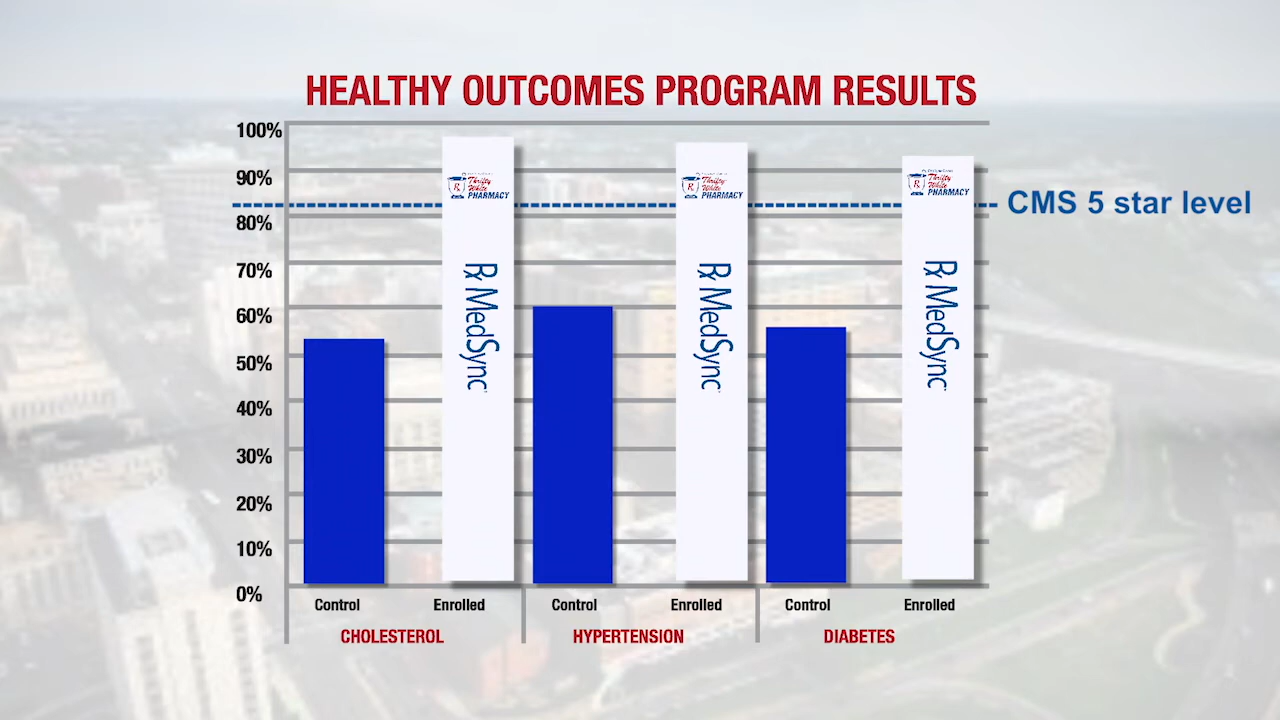 HEALTHY OUTCOMES PROGRAM RESULTS
100%
90%
80%
70%
60%
50%
40%
30%
20%
10%
0%
CMS 5 star level
Thrifty
White
PHARMACY
Rx MedSync
Thrifty
White
PHARMACY
Rx MedSync
Thrifty
White
PHARMACY
Rx MedSync
Control
Enrolled
Control
Enrolled
Control
Enrolled
CHOLESTEROL
HYPERTENSION
DIABETES